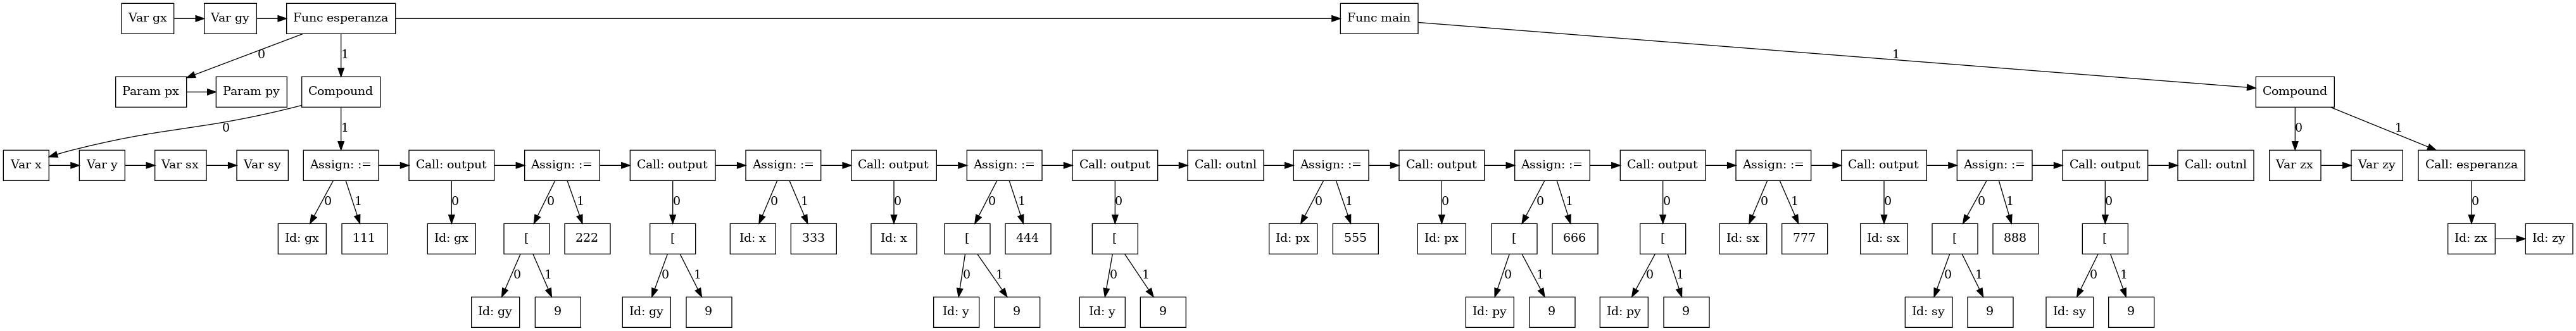 Var gx Var gy Func esperanza Func main
0 1 1
Param px Param py Compound Compound
0 1 0 1
Var x Var y Var sx Var sy Assign: := Call: output Assign: := Call: output Assign: := Call: output Assign: := Call: output Call: outnl Assign: := Call: output Assign: := Call: output Assign: := Call: output Assign: := Call: output Call: outnl Var zx Var zy Call: esperanza
0 1 0 0 1 0 0 1 0 0 1 0 0 1 0 0 1 0 0 1 0 0 1 0 0
Id: gx 111 Id: gx [ 222 [ Id: x 333 Id: x [ 444 [ Id: px 555 Id: px [ 666 [ Id: sx 777 Id: sx [ 888 [ Id: zx Id: zy
0 1 0 1 0 1 0 1 0 1 0 1 0 1 0 1
Id: gy 9 Id: gy 9 Id: y 9 Id: y 9 Id: py 9 Id: py 9 Id: sy 9 Id: sy 9